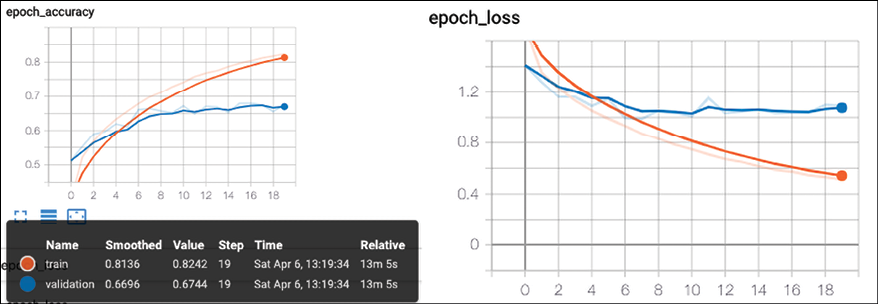 epoch_accuracy
0.8
0.7
0.6
0.5
0 2 4 6 8 10 12 14 16 18
Name Smoothed Value Step Time Relative
train 0.8136 0.8242 19 Sat Apr 6, 13:19:34 13m 5s
validation 0.6696 0.6744 19 Sat Apr 6, 13:19:34 13m 5s
epoch_loss
1.2
0.8
0.4
0
0 2 4 6 8 10 12 14 16 18